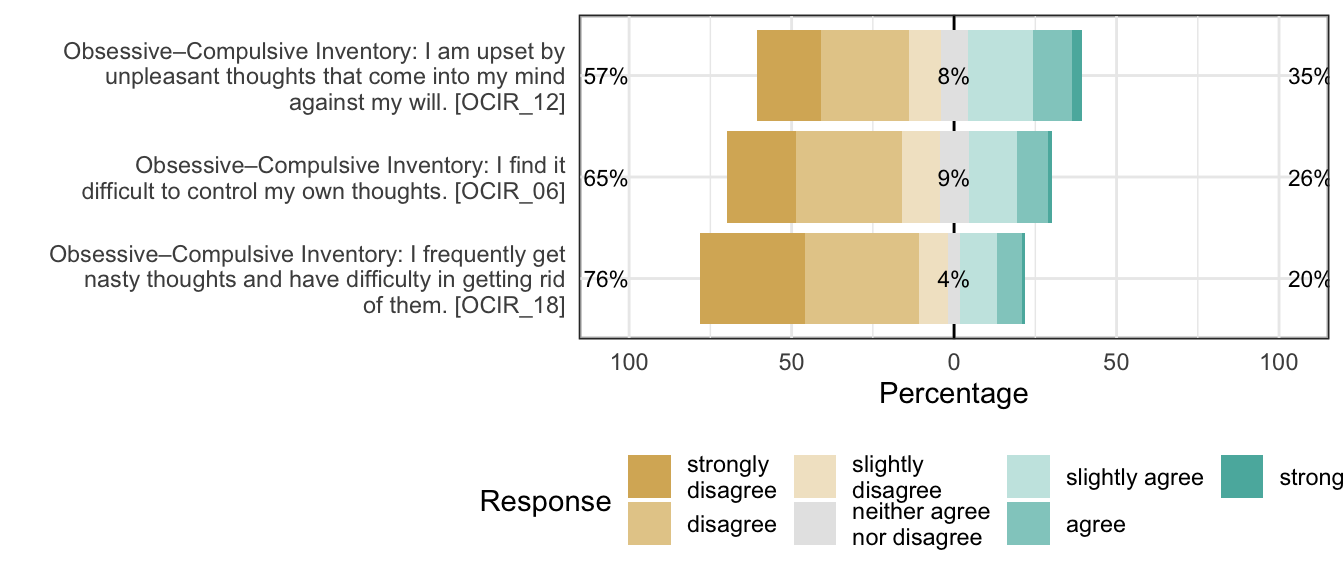 Obsessive–Compulsive Inventory: I am upset by
unpleasant thoughts that come into my mind
against my will. [OCIR_12]
57%
8%
35%
Obsessive–Compulsive Inventory: I find it
difficult to control my own thoughts. [OCIR_06]
65%
9%
26%
Obsessive–Compulsive Inventory: I frequently get
nasty thoughts and have difficulty in getting rid
of them. [OCIR_18]
76%
4%
20%
100 50 0 50 100
Percentage
Response
strongly
disagree
disagree
slightly
disagree
neither agree
nor disagree
slightly agree
agree
strong